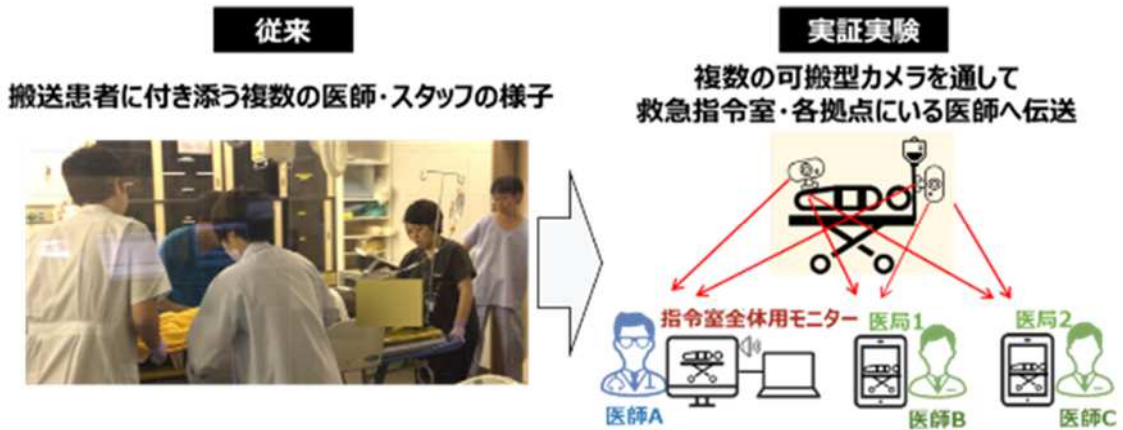 従来
搬送患者に付き添う複数の医師・スタッフの様子
実証実験
複数の可搬型カメラを通して
救急指令室・各拠点にいる医師へ伝送
指令室全体用モニター
医局1
医局2
医師A
医師B
医師C